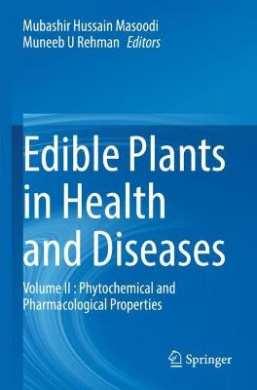 Mubashir Hussain Masoodi
Muneeb U Rehman Editors
Edible Plants
in Health
and Diseases
Volume II : Phytochemical and
Pharmacological Properties
Springer